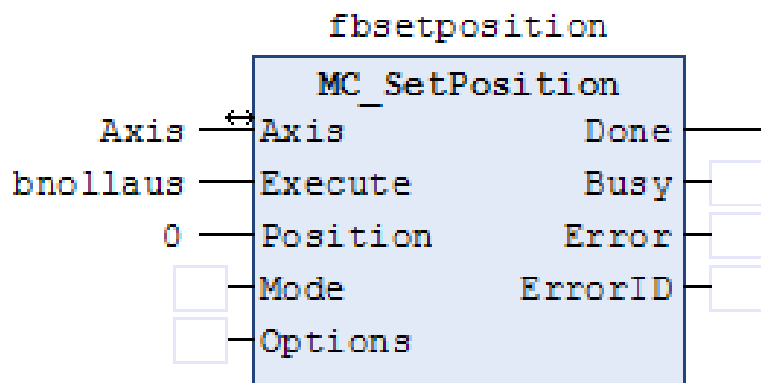 fbsetposition
MC_SetPosition
Axis Axis Done
bnollaus Execute Busy
0 Position Error
Mode ErrorID
Options